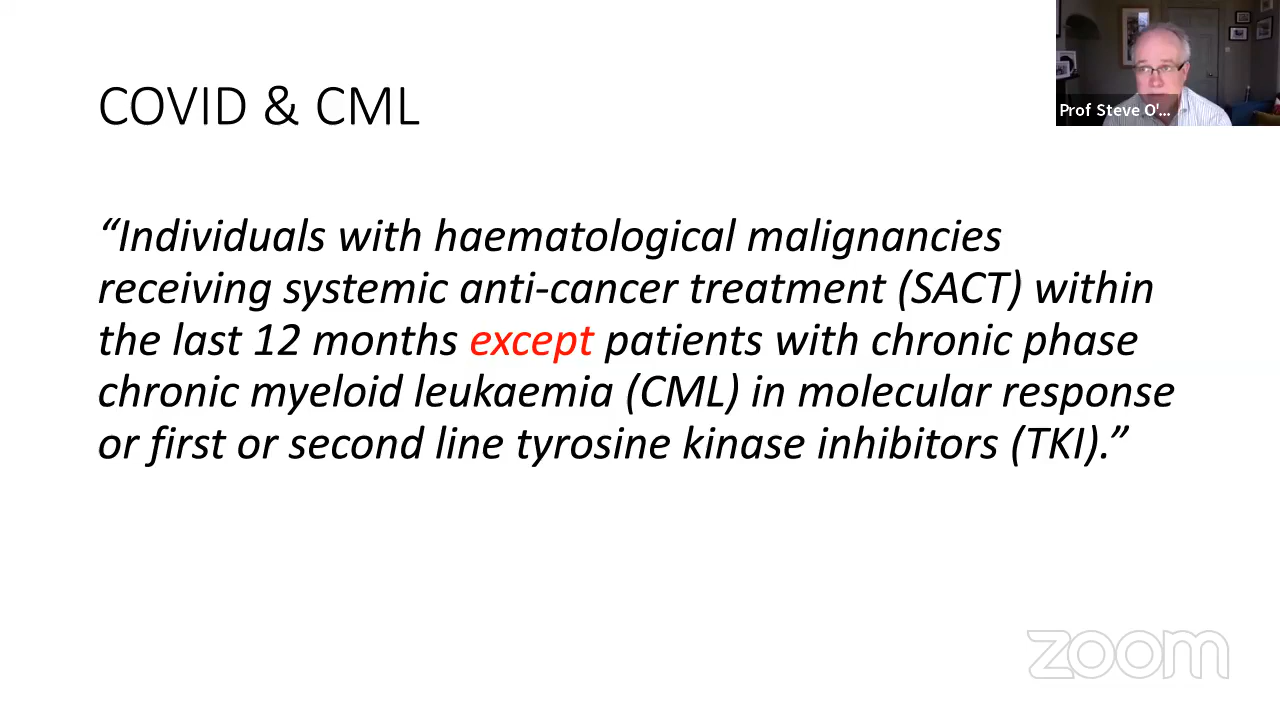 COVID & CML
Prof Steve O'...
“Individuals with haematological malignancies
receiving systemic anti-cancer treatment (SACT) within
the last 12 months except patients with chronic phase
chronic myeloid leukaemia (CML) in molecular response
or first or second line tyrosine kinase inhibitors (TKI).”
zoom